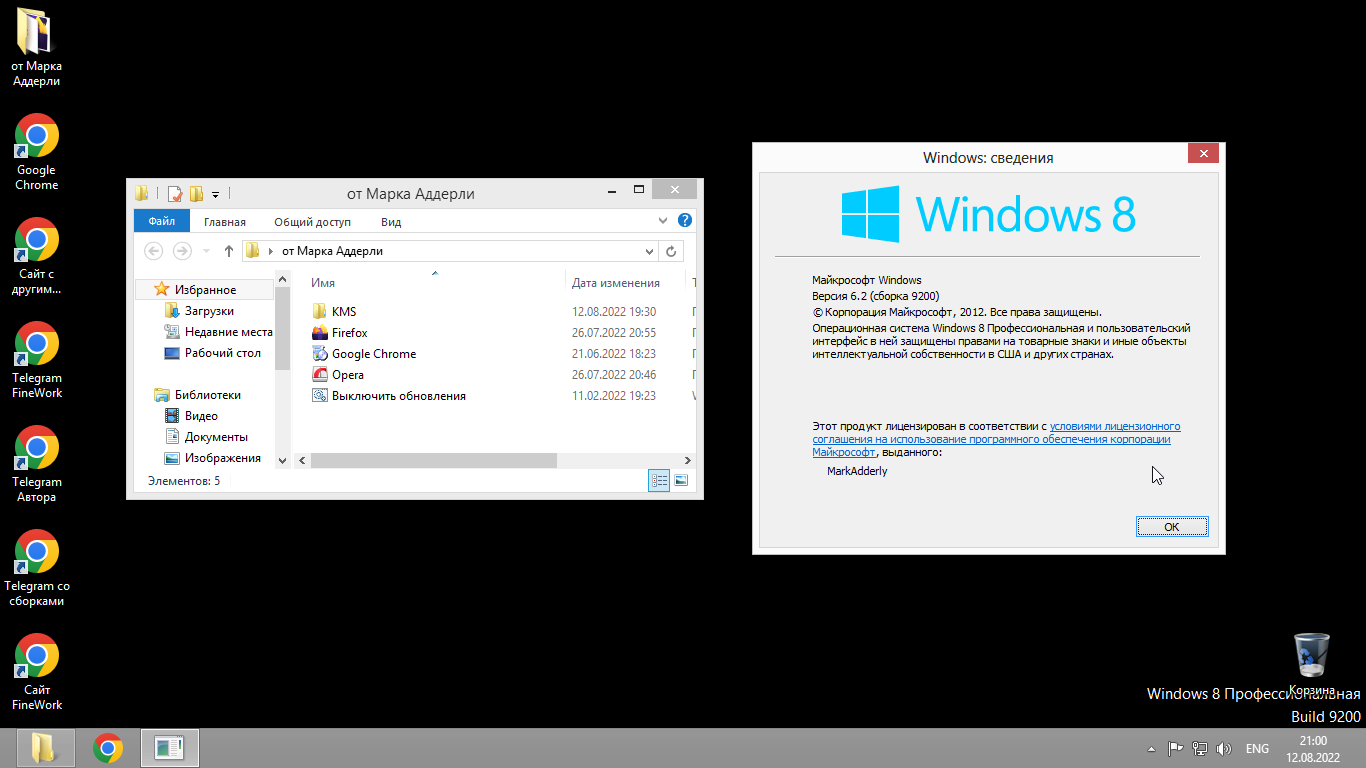 от Марка
Аддерли
Google
Chrome
Сайт с
другим...
Telegram
FineWork
Telegram
Автора
Telegram со
сборками
Сайт
FineWork
от Марка Аддерли
Файл
Главная
Общий доступ
Вид
от Марка Аддерли
Избранное
Загрузки
Недавние места
Рабочий стол
Библиотеки
Видео
Документы
Изображения
Имя
Дата изменения
KMS 12.08.2022 19:30
Firefox 26.07.2022 20:55
Google Chrome 21.06.2022 18:23
Opera 26.07.2022 20:46
Выключить обновления 11.02.2022 19:23
Элементов: 5
Windows: сведения
Windows 8
Майкрософт Windows
Версия 6.2 (сборка 9200)
© Корпорация Майкрософт, 2012. Все права защищены.
Операционная система Windows 8 Профессиональная и пользовательский
интерфейс в ней защищены правами на товарные знаки и иные объекты
интеллектуальной собственности в США и других странах.
Этот продукт лицензирован в соответствии с условиями лицензионного
соглашения на использование программного обеспечения корпорации
Майкрософт, выданного:
MarkAdderly
OK
Корзина
Windows 8 Профессиональная
Build 9200
ENG
21:00
12.08.2022